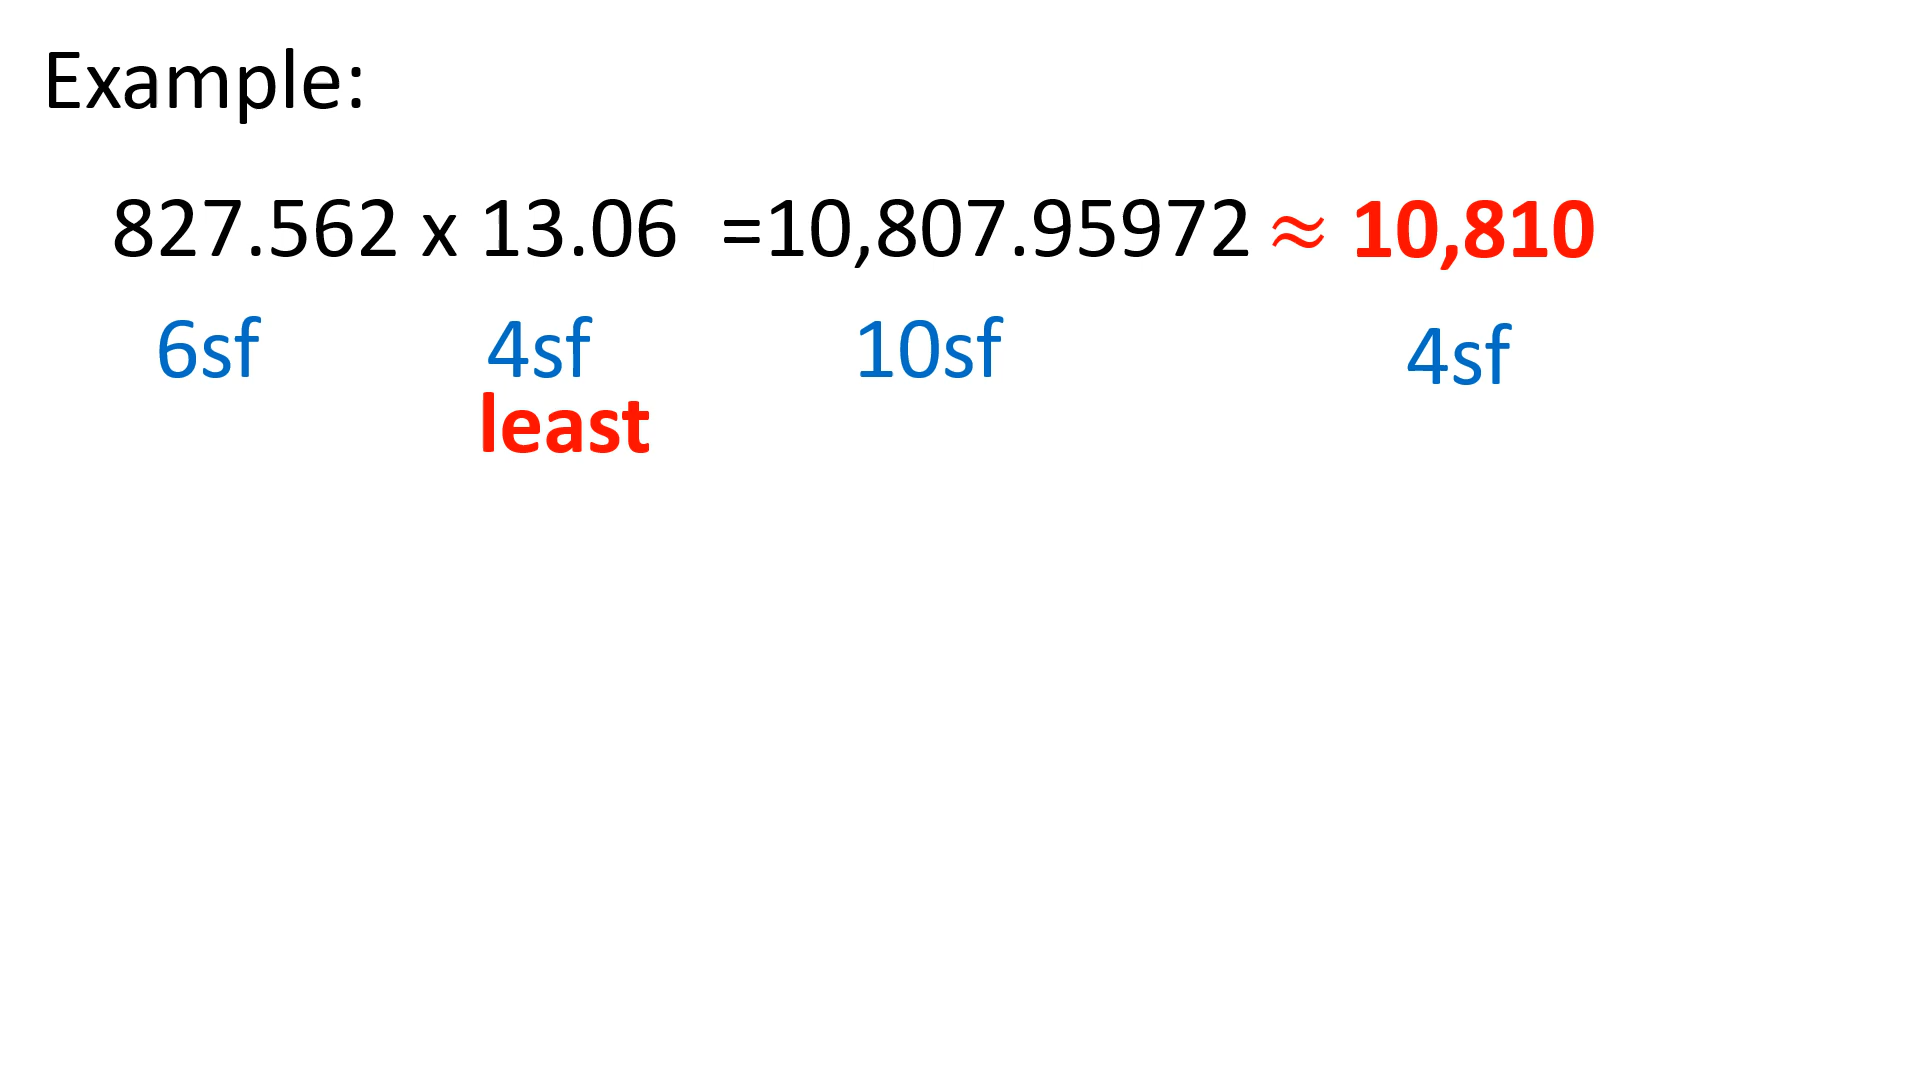 Example:
827.562 x 13.06 =10,807.95972 ≈ 10,810
6sf 4sf 10sf 4sf
least